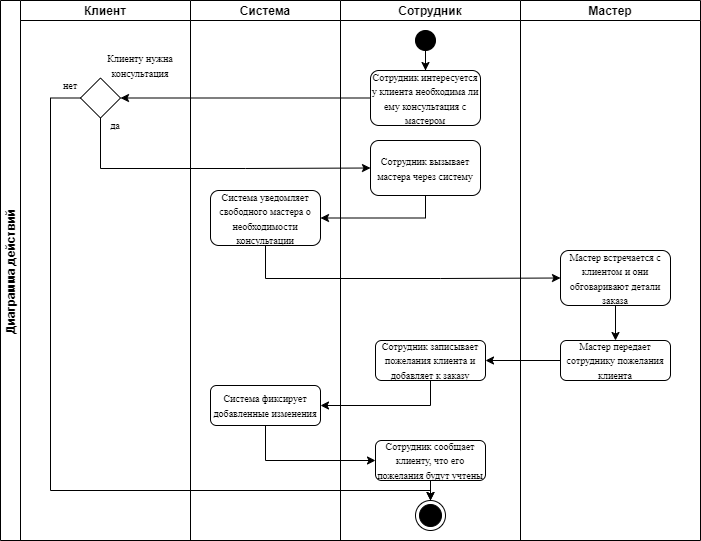 Клиент
Система
Сотрудник
Мастер
Диаграмма действий
Клиенту нужна
консультация
нет
да
Сотрудник интересуется
у клиента необходима ли
ему консультация с
мастером
Сотрудник вызывает
мастера через систему
Система уведомляет
свободного мастера о
необходимости
консультации
Мастер встречается с
клиентом и они
обговаривают детали
заказа
Мастер передает
сотруднику пожелания
клиента
Сотрудник записывает
пожелания клиента и
добавляет к заказу
Система фиксирует
добавленные изменения
Сотрудник сообщает
клиенту, что его
пожелания будут учтены